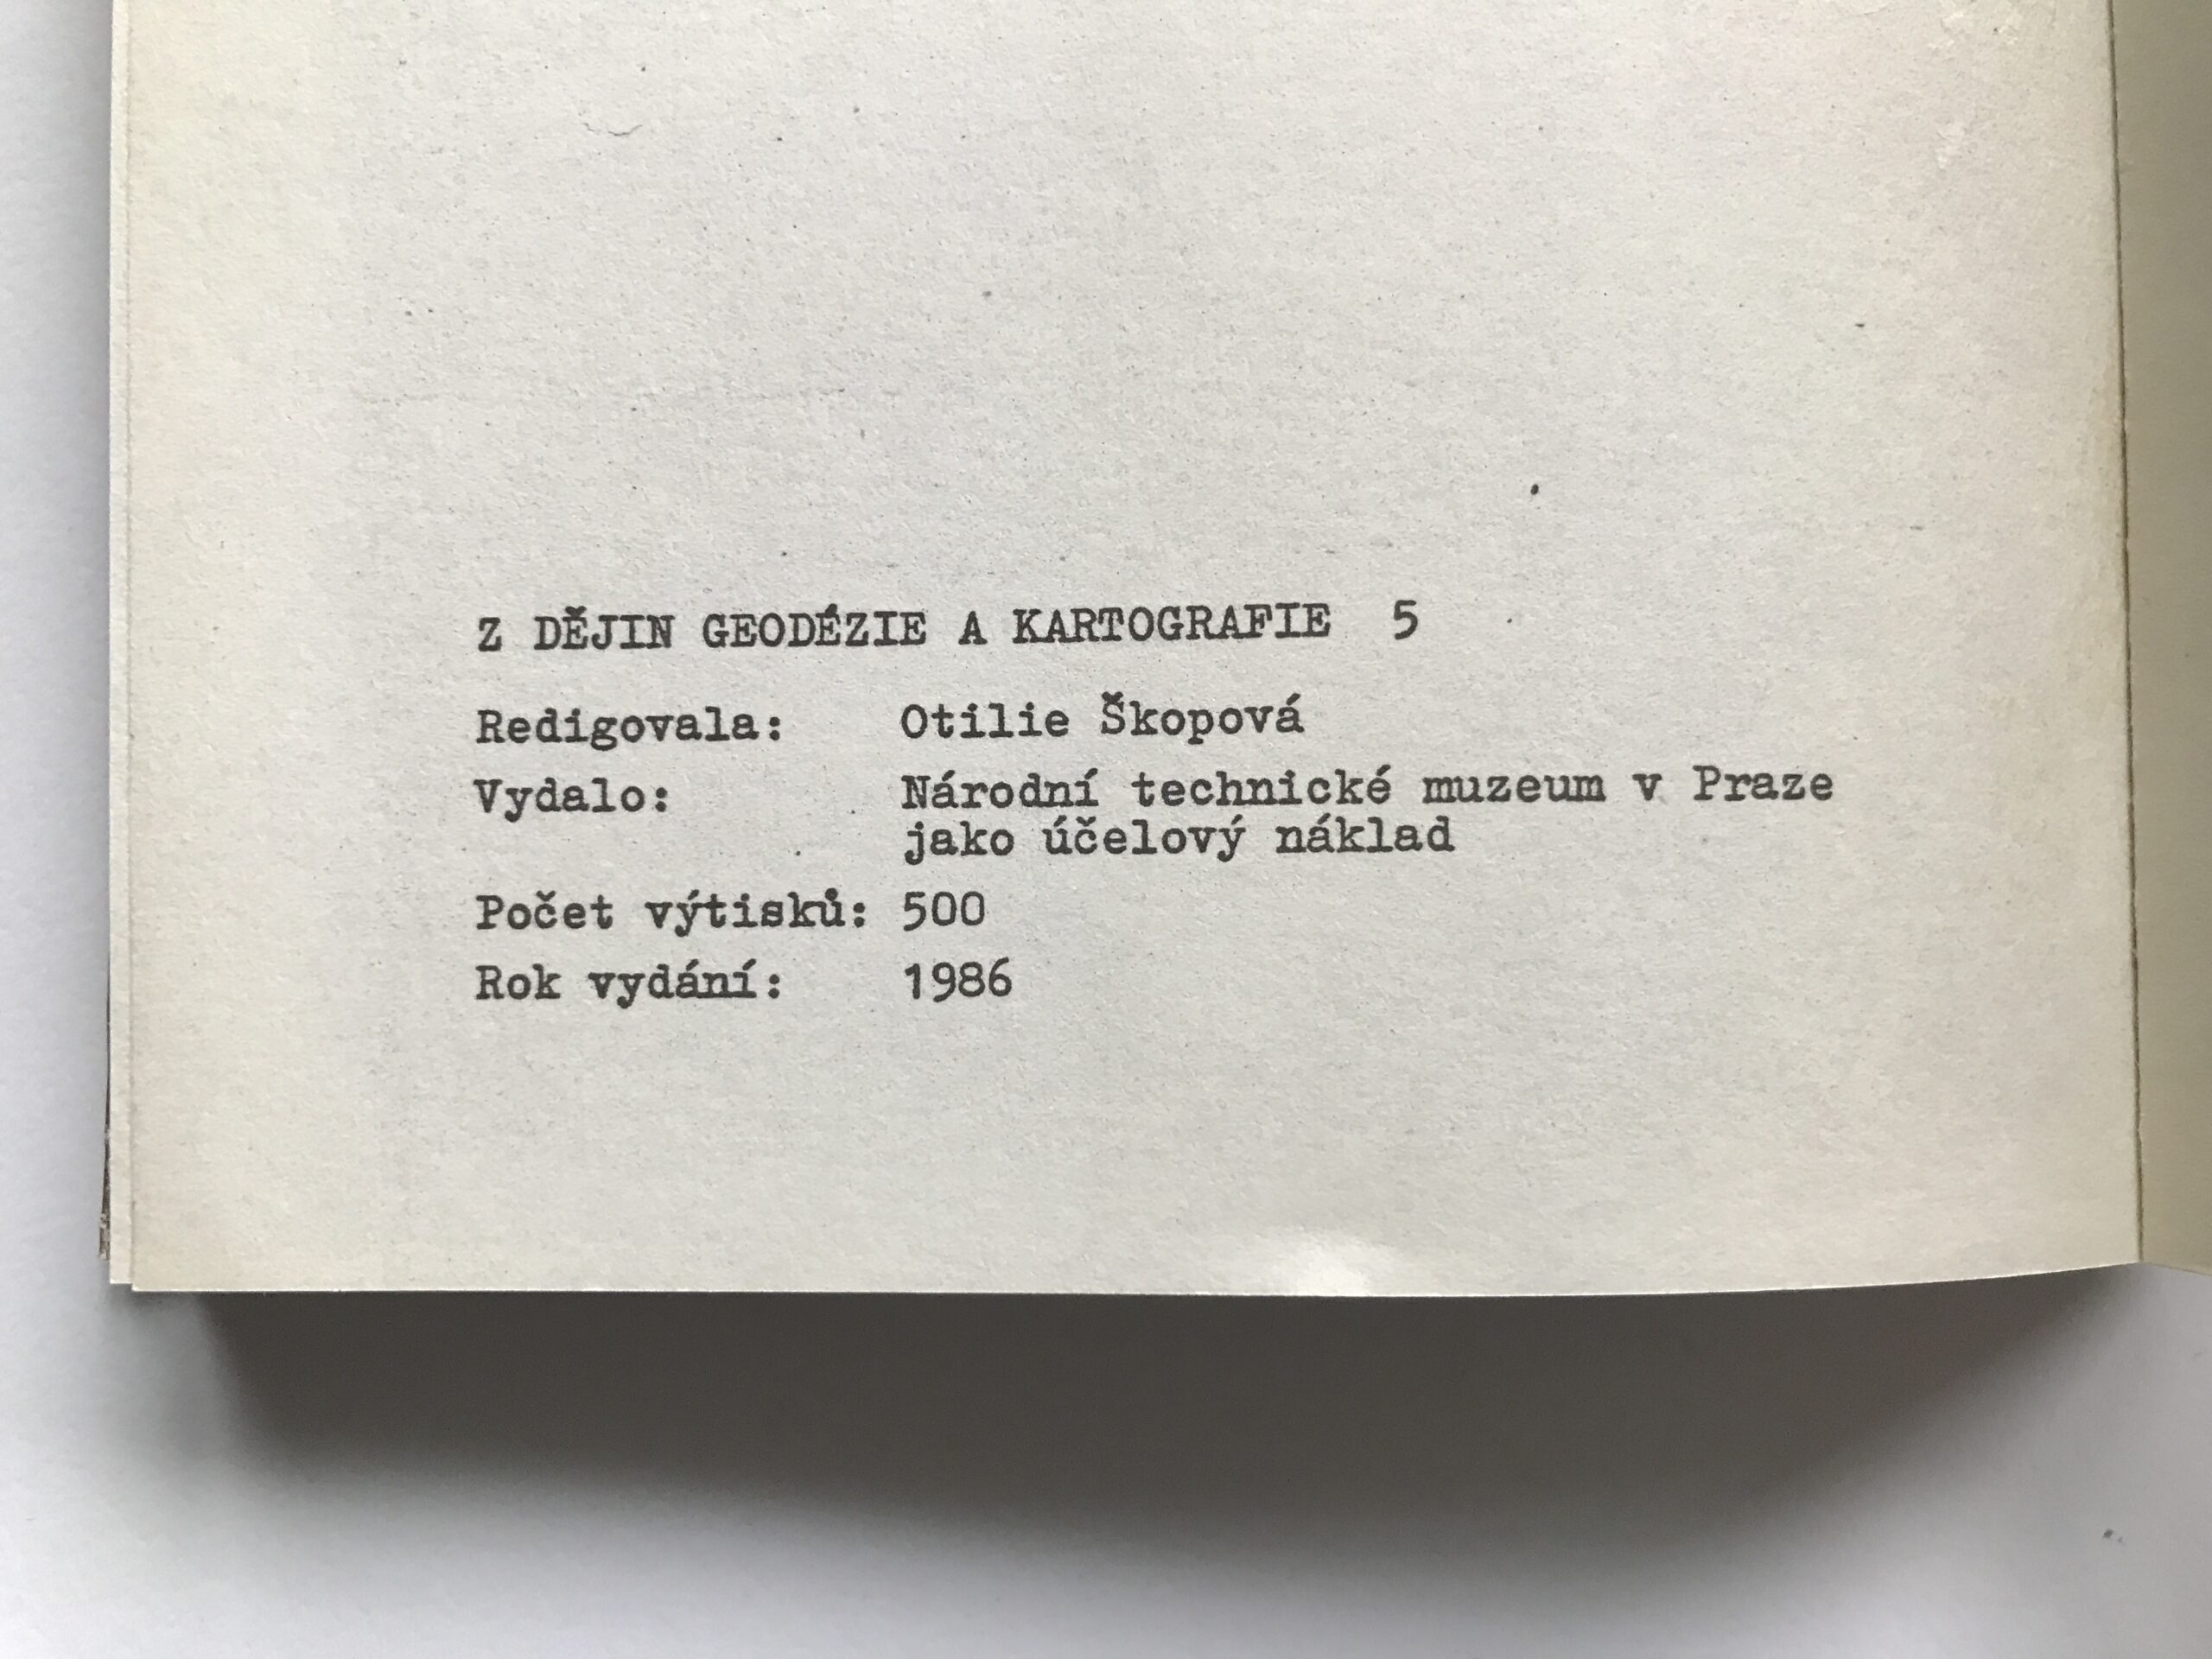 Z DĚJIN GEODÉZIE A KARTOGRAFIE 5
Redigovala: Otilie Škopová
Vydalo: Národní technické muzeum v Praze
jako účelový náklad
Počet výtisků: 500
Rok vydání: 1986